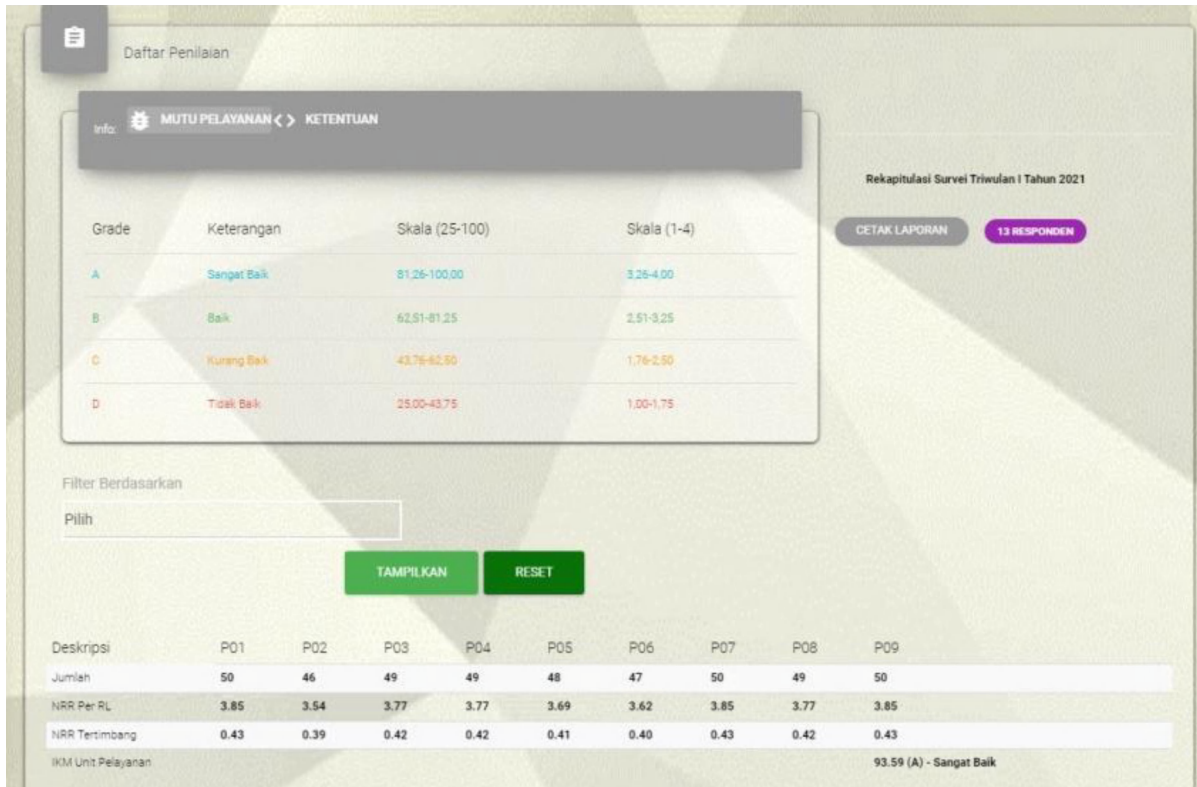 Daftar Penilaian
Info: MUTU PELAYANAN < > KETENTUAN
Rekapitulasi Survei Triwulan I Tahun 2021
CETAK LAPORAN 13 RESPONDEN
Grade Keterangan Skala (25-100) Skala (1-4)
A Sangat Baik 81,26-100,00 3,26-4,00
B Baik 62,51-81,25 2,51-3,25
C Kurang Baik 43,76-62,50 1,76-2,50
D Tidak Baik 25,00-43,75 1,00-1,75
Filter Berdasarkan
Pilih
TAMPILKAN RESET
Deskripsi P01 P02 P03 P04 P05 P06 P07 P08 P09
Jumlah 50 46 49 49 48 47 50 49 50
NRR Per RL 3.85 3.54 3.77 3.77 3.69 3.62 3.85 3.77 3.85
NRR Tertimbang 0.43 0.39 0.42 0.42 0.41 0.40 0.43 0.42 0.43
IKM Unit Pelayanan 93.59 (A) - Sangat Baik